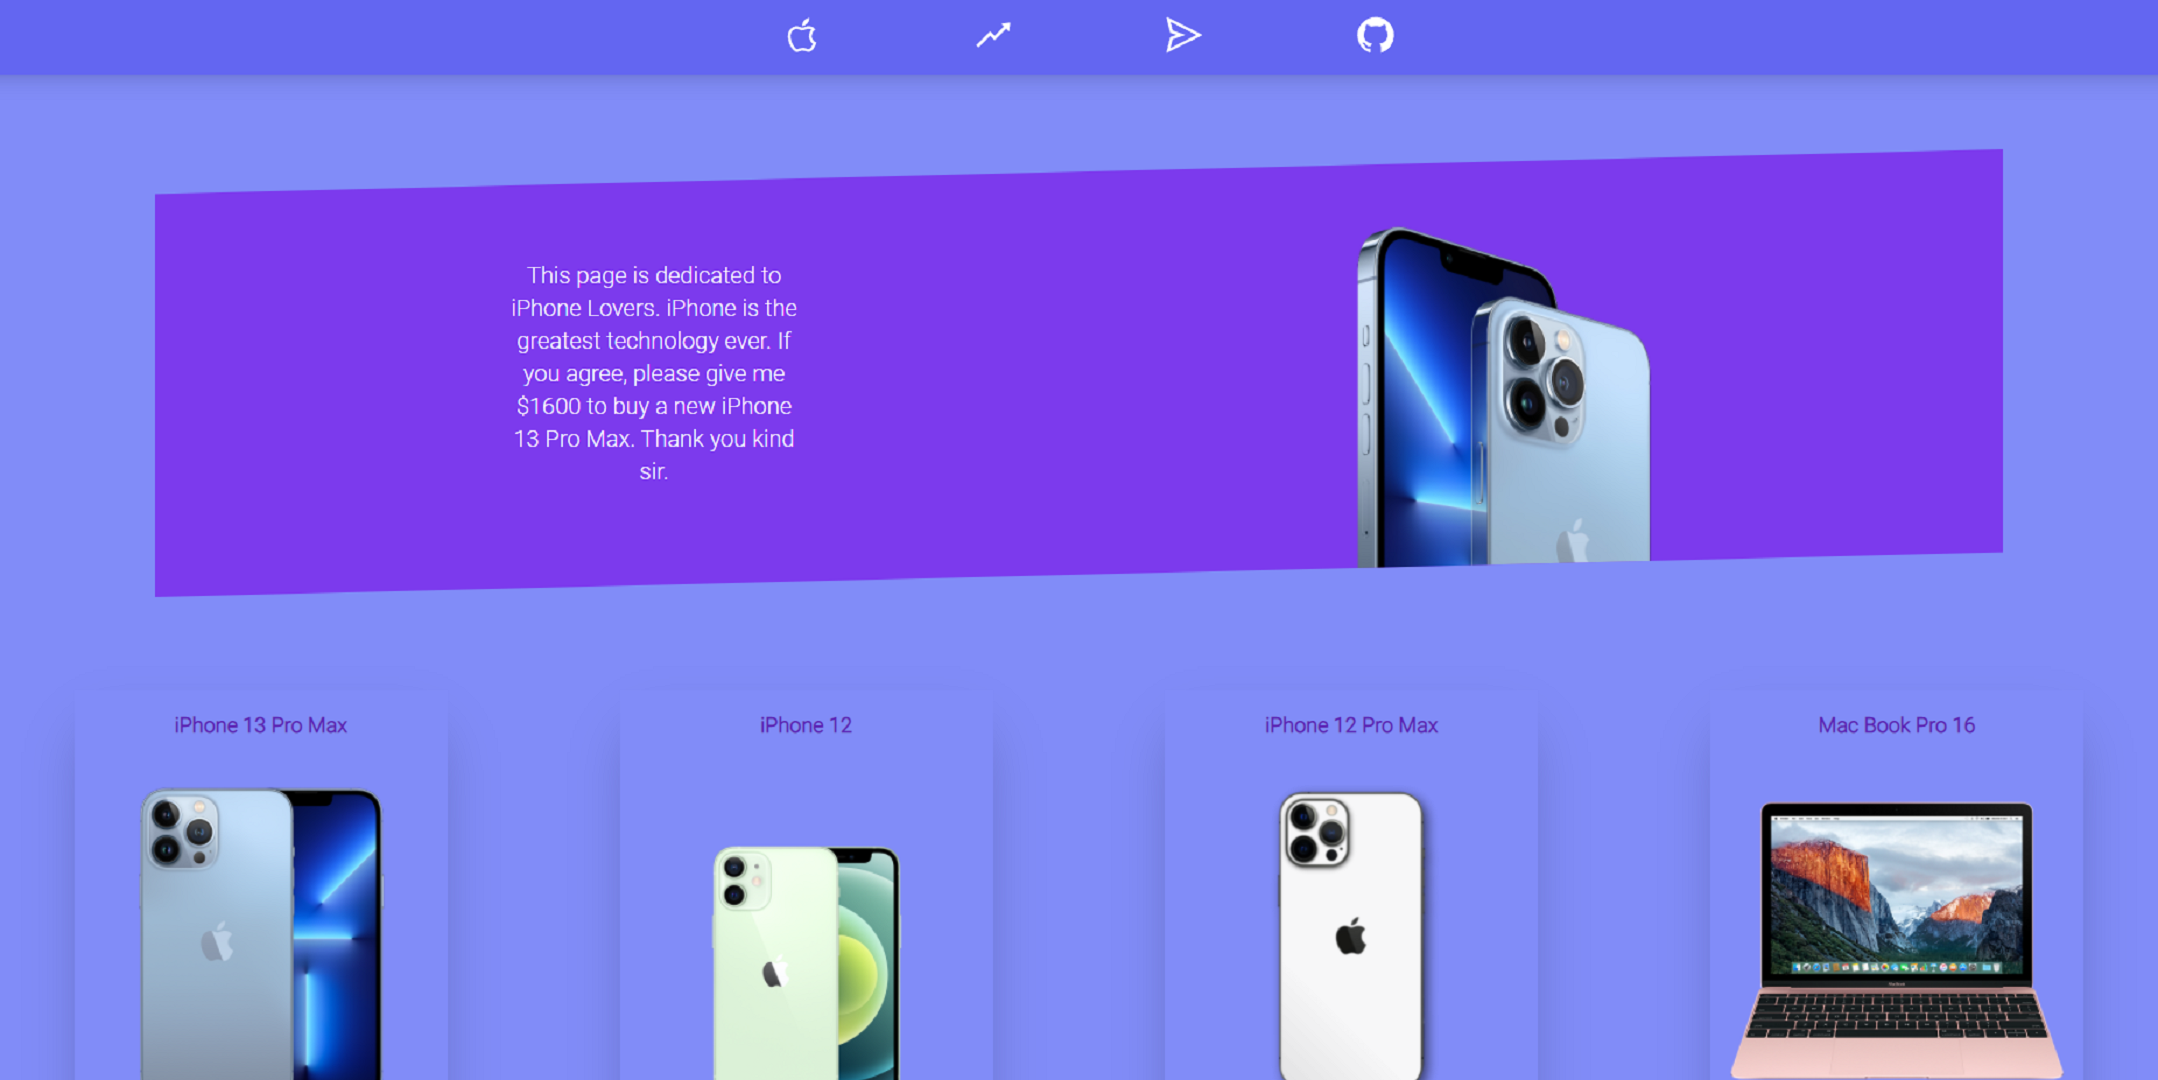 This page is dedicated to
iPhone Lovers. iPhone is the
greatest technology ever. If
you agree, please give me
$1600 to buy a new iPhone
13 Pro Max. Thank you kind
sir.
iPhone 13 Pro Max
iPhone 12
iPhone 12 Pro Max
Mac Book Pro 16